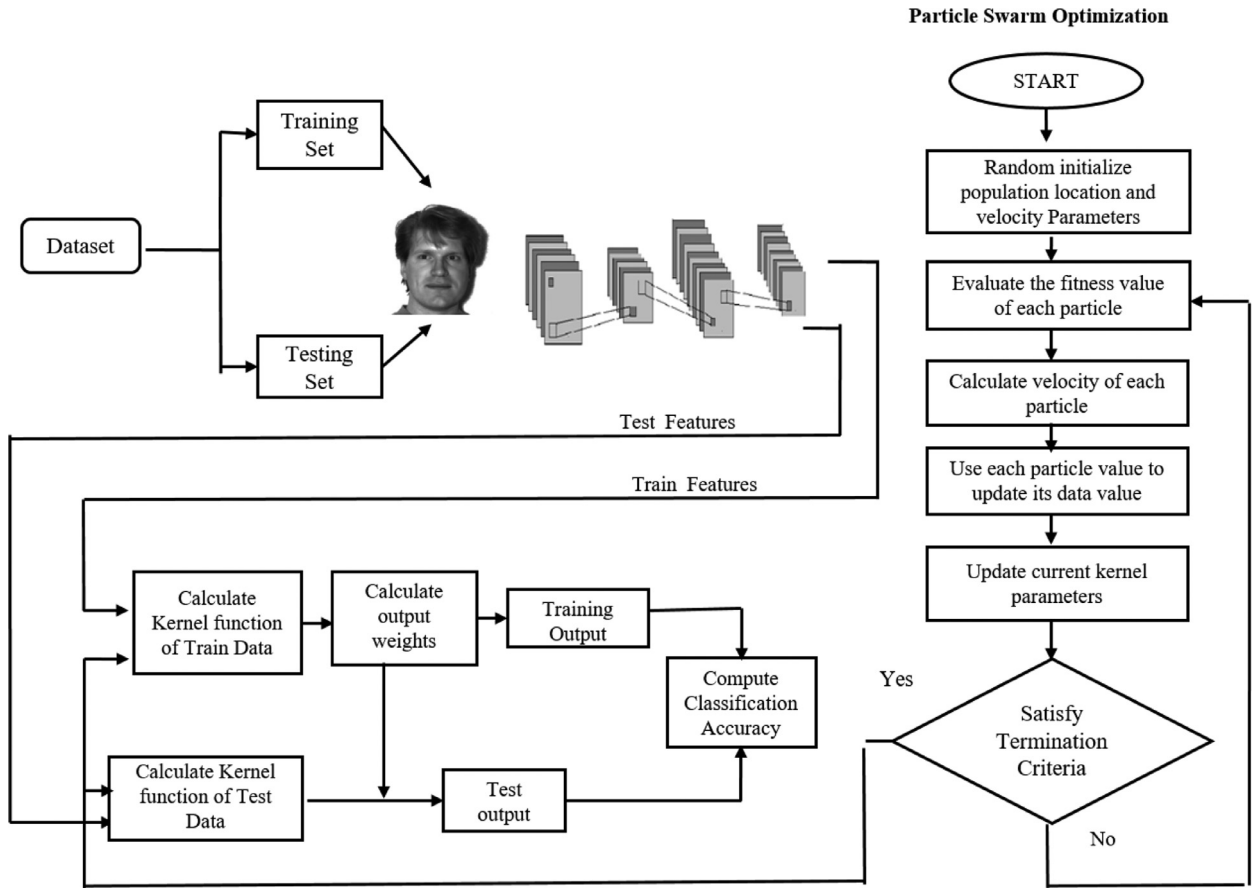 Particle Swarm Optimization
START
Random initialize
population location and
velocity Parameters
Evaluate the fitness value
of each particle
Calculate velocity of each
particle
Use each particle value to
update its data value
Update current kernel
parameters
Satisfy
Termination
Criteria
Yes
No
Dataset
Training
Set
Testing
Set
Test Features
Train Features
Calculate
Kernel function
of Train Data
Calculate
output
weights
Training
Output
Compute
Classification
Accuracy
Calculate Kernel
function of Test
Data
Test
output